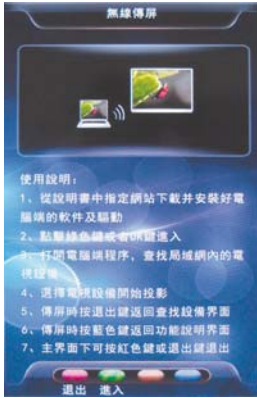 無線傳屏
使用說明：
1、從說明書中指定網站下載并安裝好電
腦端的軟件及驅動
2、點擊綠色鍵或者OK鍵進入
3、打開電腦端程序，查找局域網內的電
視設備
4、選擇電視設備開始投影
5、傳屏時按退出鍵返回查找設備界面
6、傳屏時按藍色鍵返回功能說明界面
7、主界面下可按紅色鍵或退出鍵退出
退出 進入